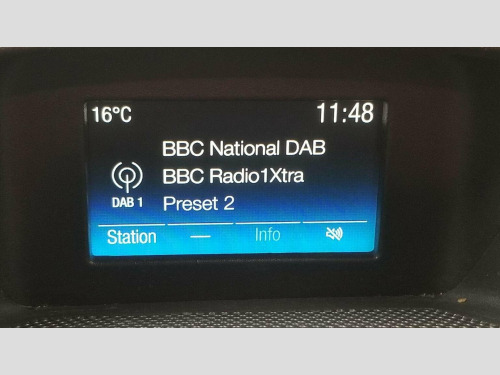 16°C 11:48
BBC National DAB
BBC Radio1Xtra
DAB 1 Preset 2
Station — Info